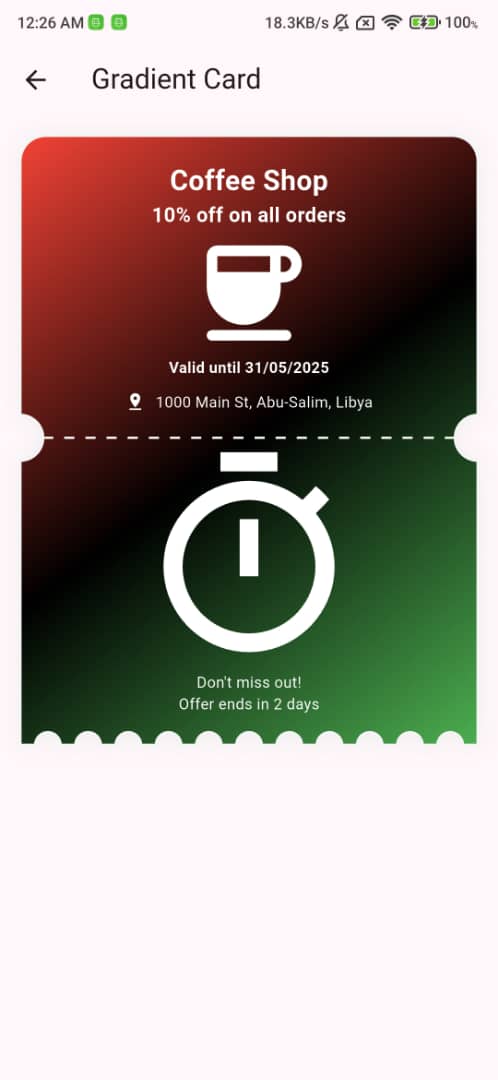 12:26 AM 18.3KB/s 100%
Gradient Card
Coffee Shop
10% off on all orders
Valid until 31/05/2025
1000 Main St, Abu-Salim, Libya
Don't miss out!
Offer ends in 2 days